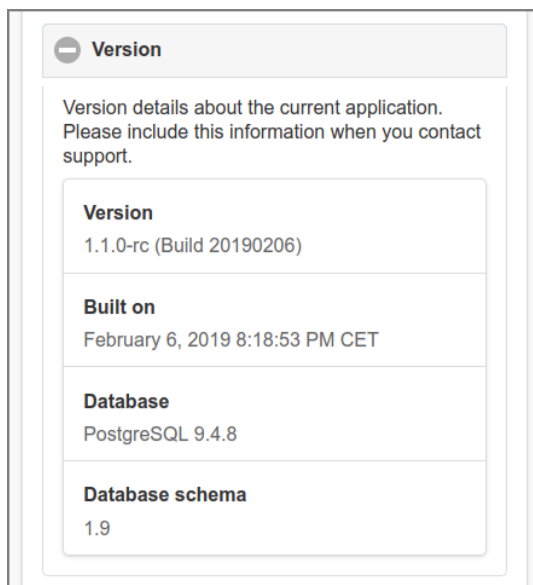 Version
Version details about the current application.
Please include this information when you contact
support.
Version
1.1.0-rc (Build 20190206)
Built on
February 6, 2019 8:18:53 PM CET
Database
PostgreSQL 9.4.8
Database schema
1.9